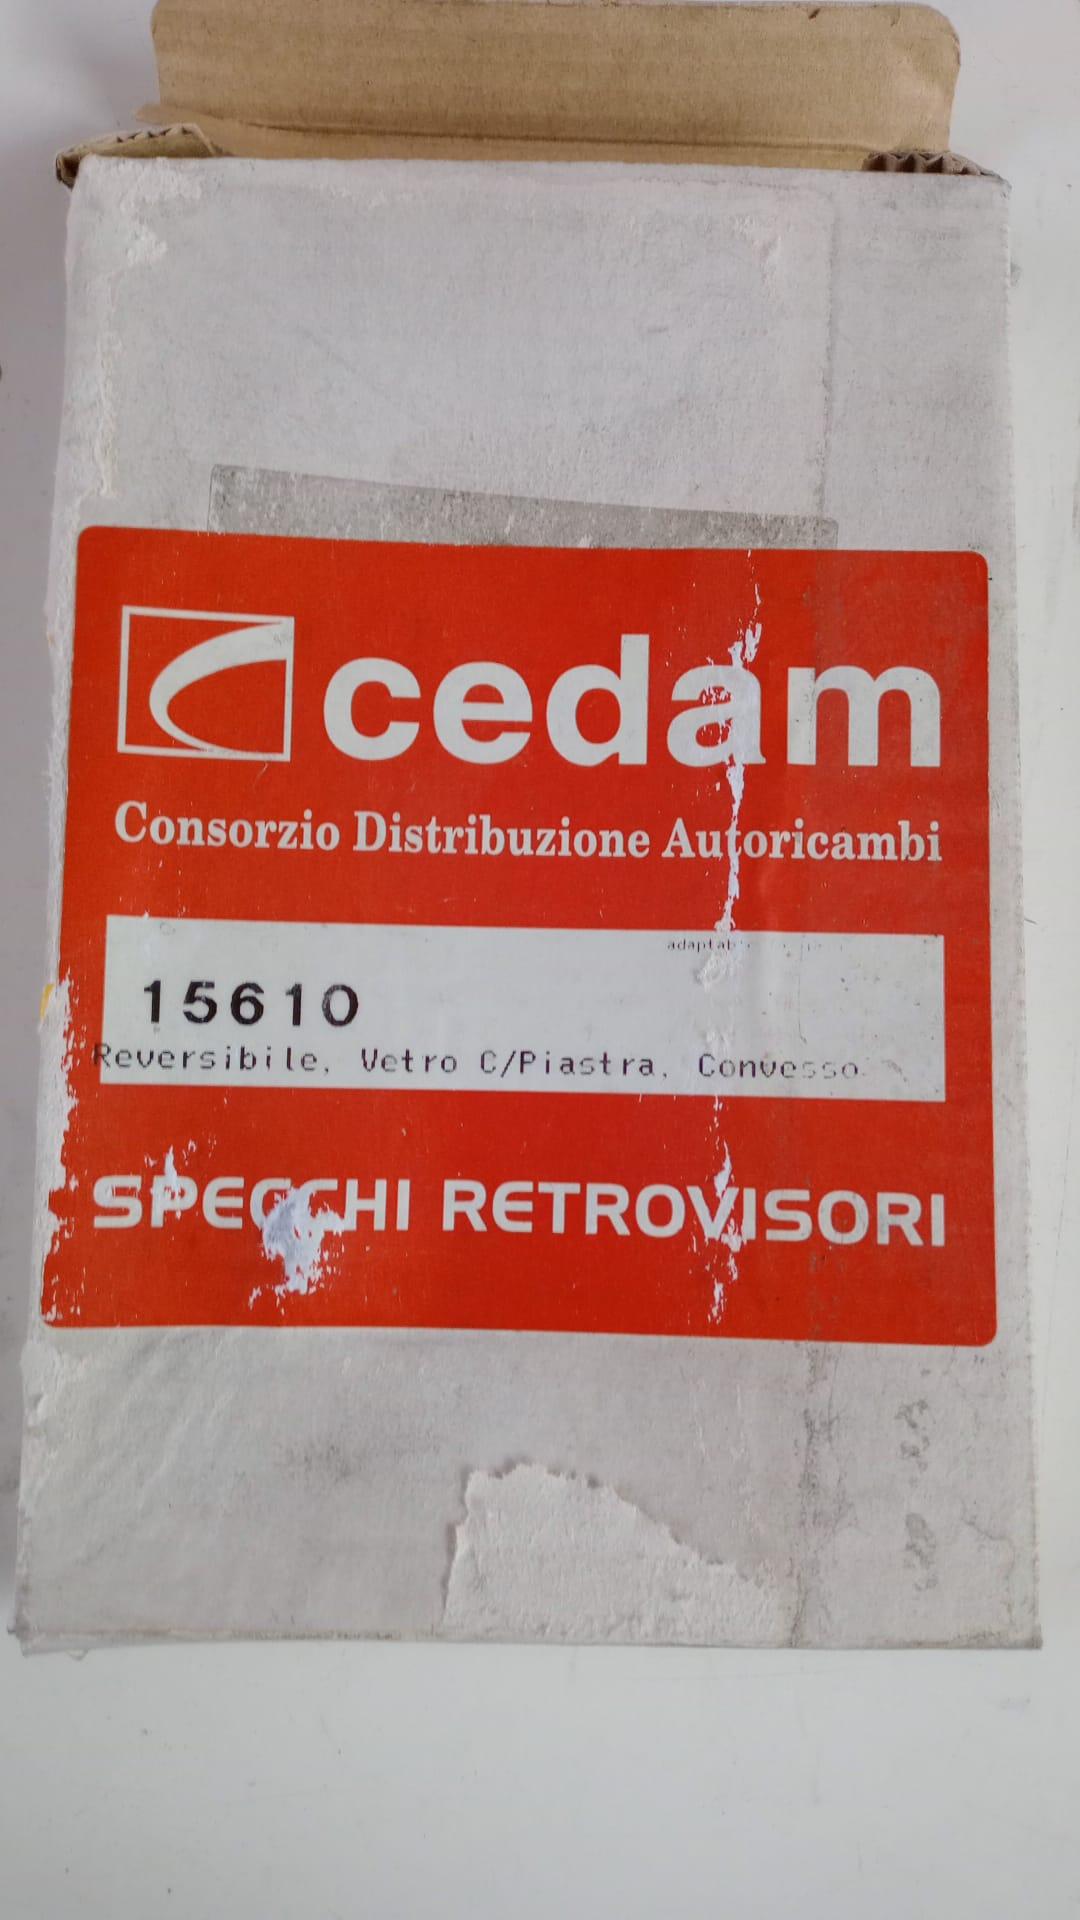 cedam
Consorzio Distribuzione Autoricambi
15610
Reversibile, Vetro C/Piastra, Convesso
SPECCHI RETROVISORI